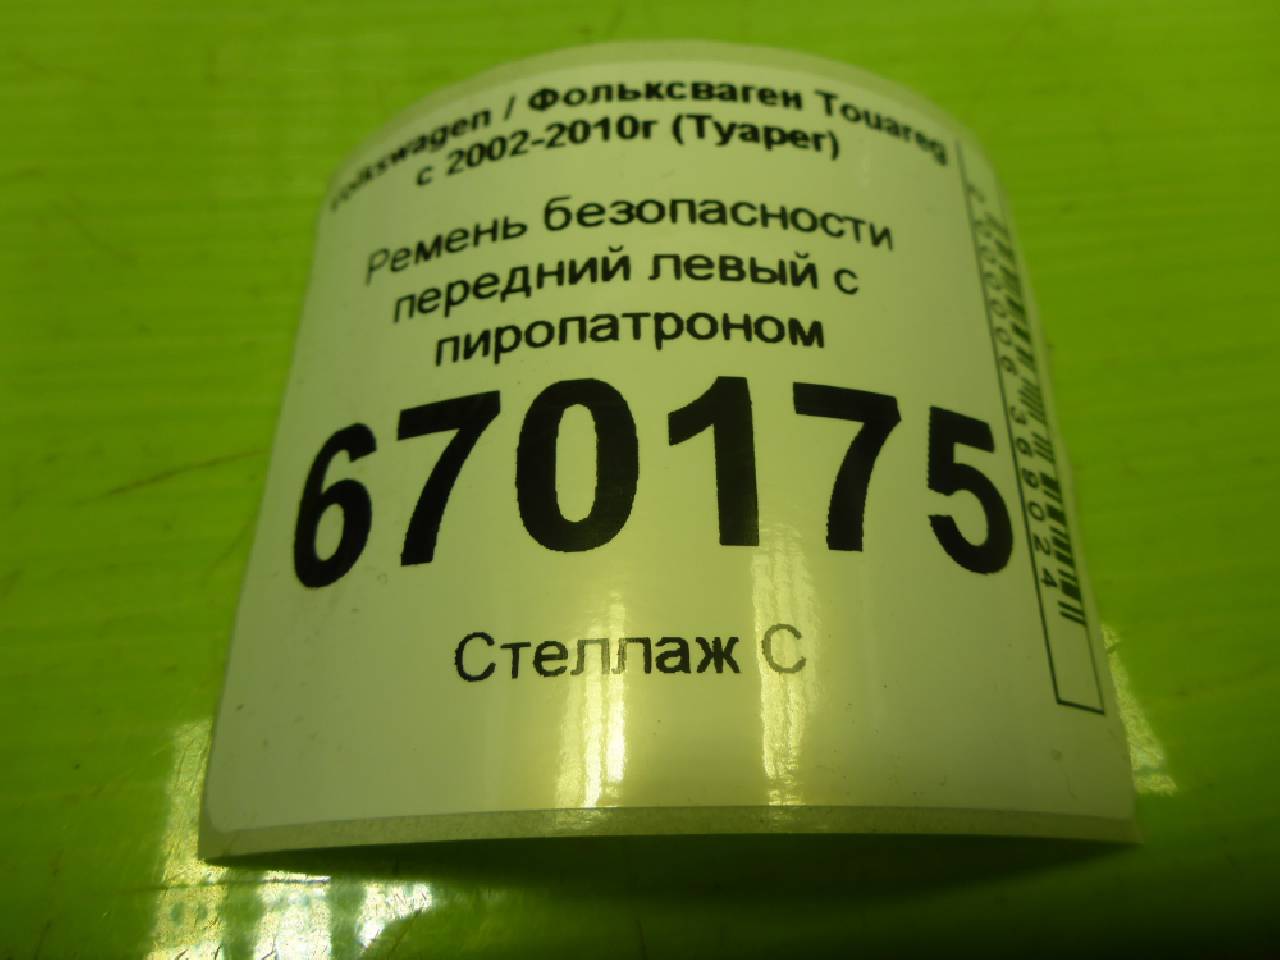 Volkswagen / Фольксваген Touareg
с 2002-2010г (Туарег)
Ремень безопасности
передний левый с
пиропатроном
670175
Стеллаж С